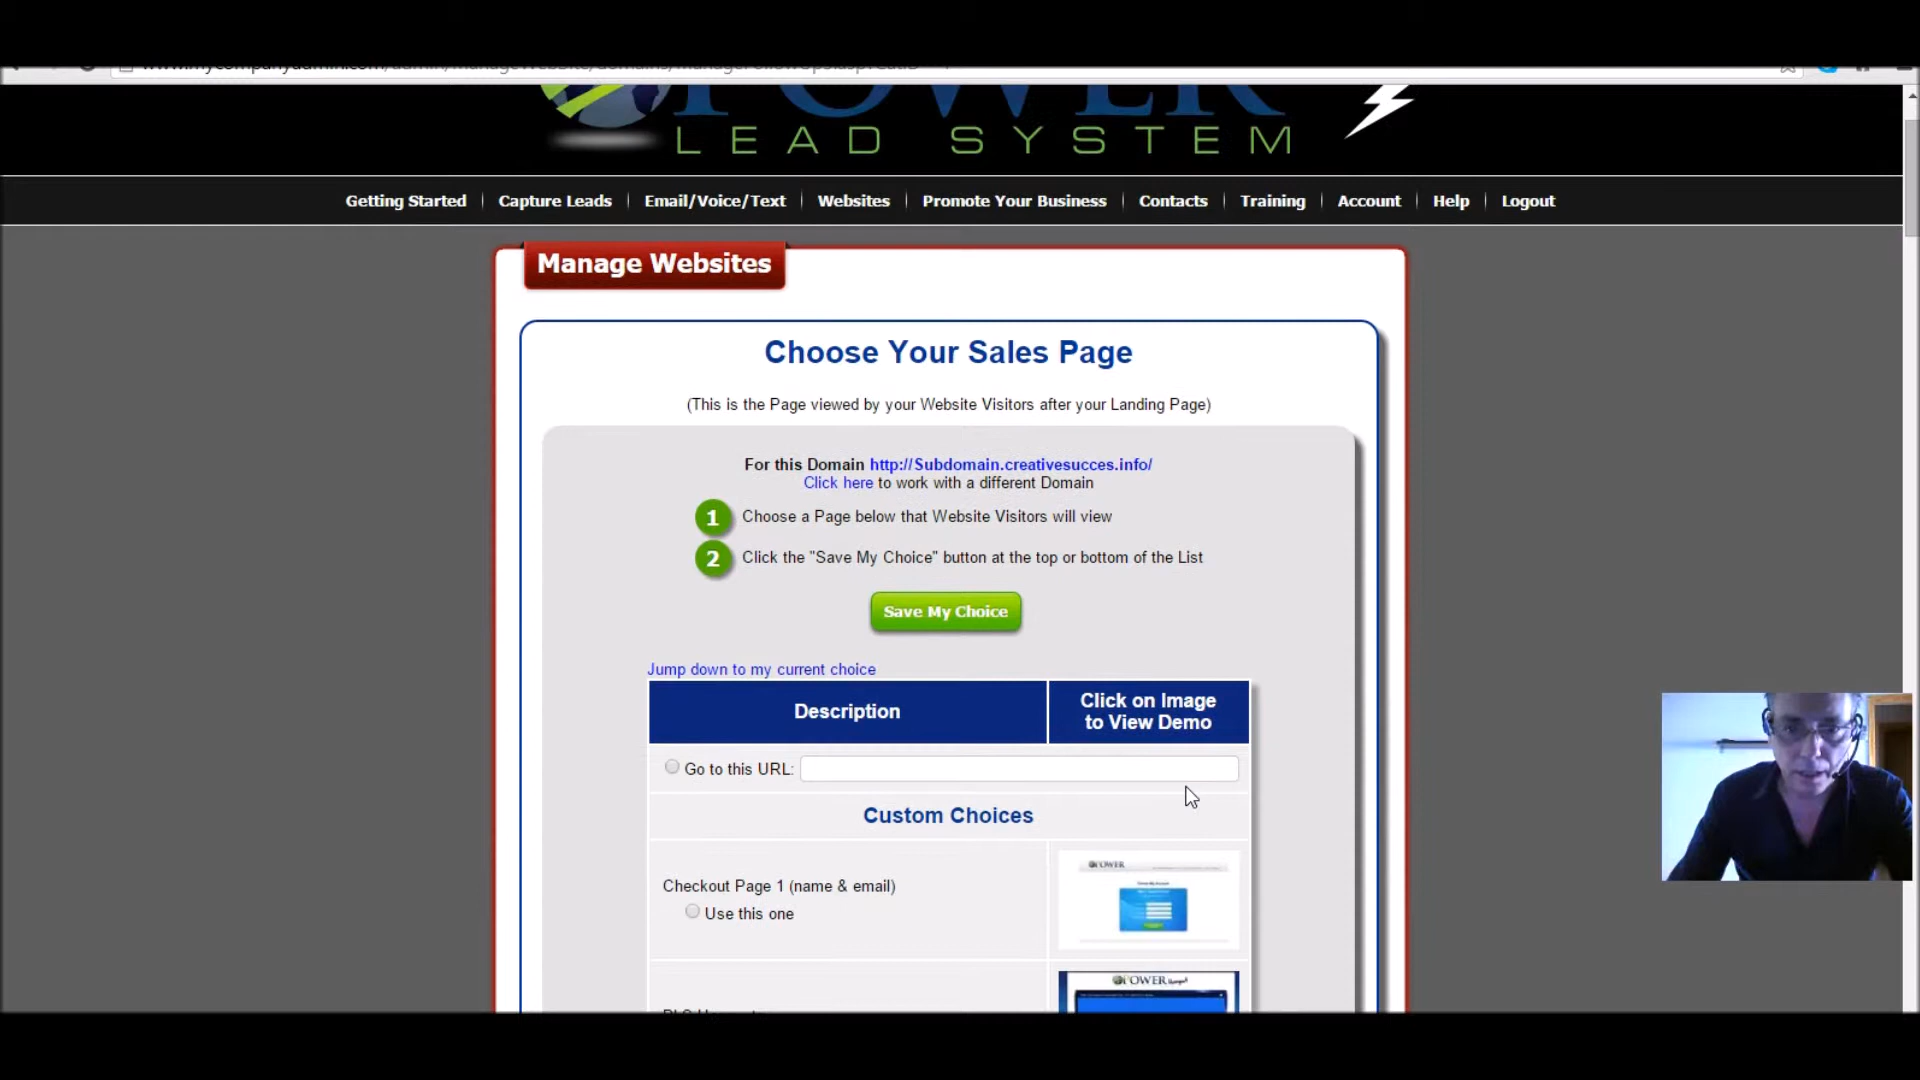 POWER
LEAD SYSTEM
Getting Started
Capture Leads
Email/Voice/Text
Websites
Promote Your Business
Contacts
Training
Account
Help
Logout
Manage Websites
Choose Your Sales Page
(This is the Page viewed by your Website Visitors after your Landing Page)
For this Domain http://Subdomain.creativesucces.info/
Click here to work with a different Domain
1 Choose a Page below that Website Visitors will view
2 Click the "Save My Choice" button at the top or bottom of the List
Save My Choice
Jump down to my current choice
Description
Click on Image
to View Demo
Go to this URL:
Custom Choices
Checkout Page 1 (name & email)
Use this one
POWER
POWER